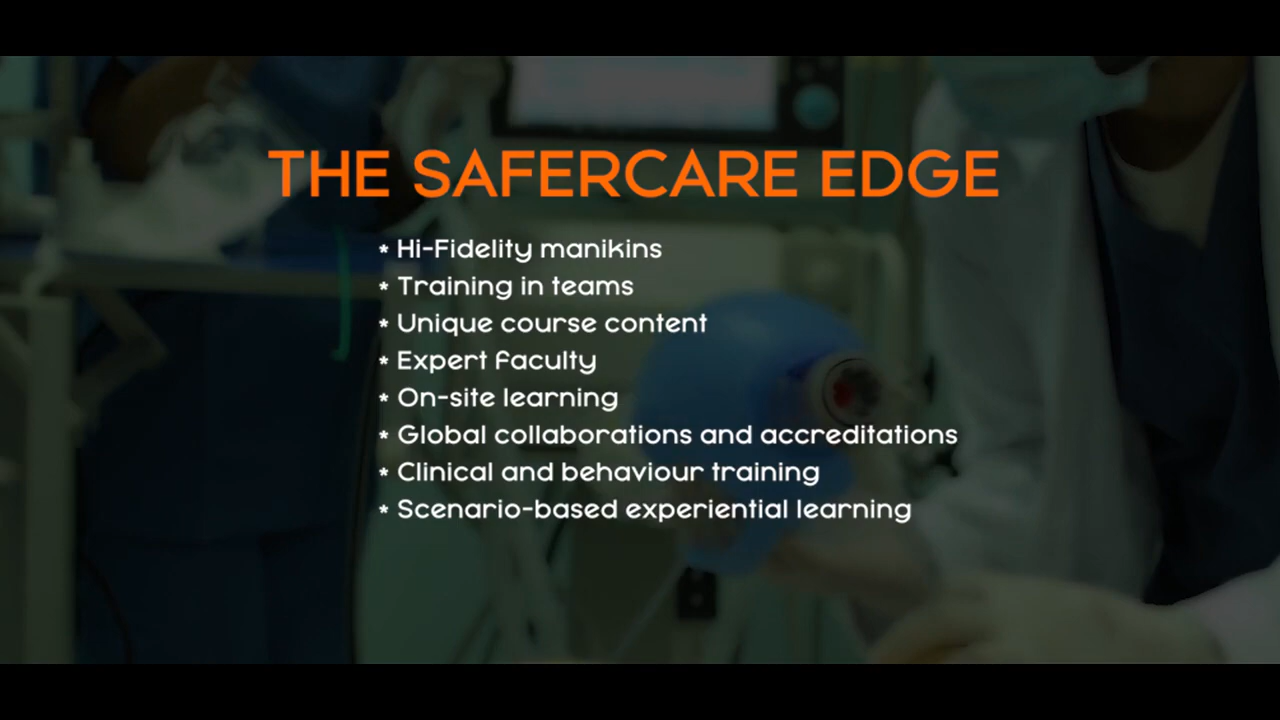 THE SAFERCARE EDGE
* Hi-Fidelity manikins
* Training in teams
* Unique course content
* Expert faculty
* On-site learning
* Global collaborations and accreditations
* Clinical and behaviour training
* Scenario-based experiential learning